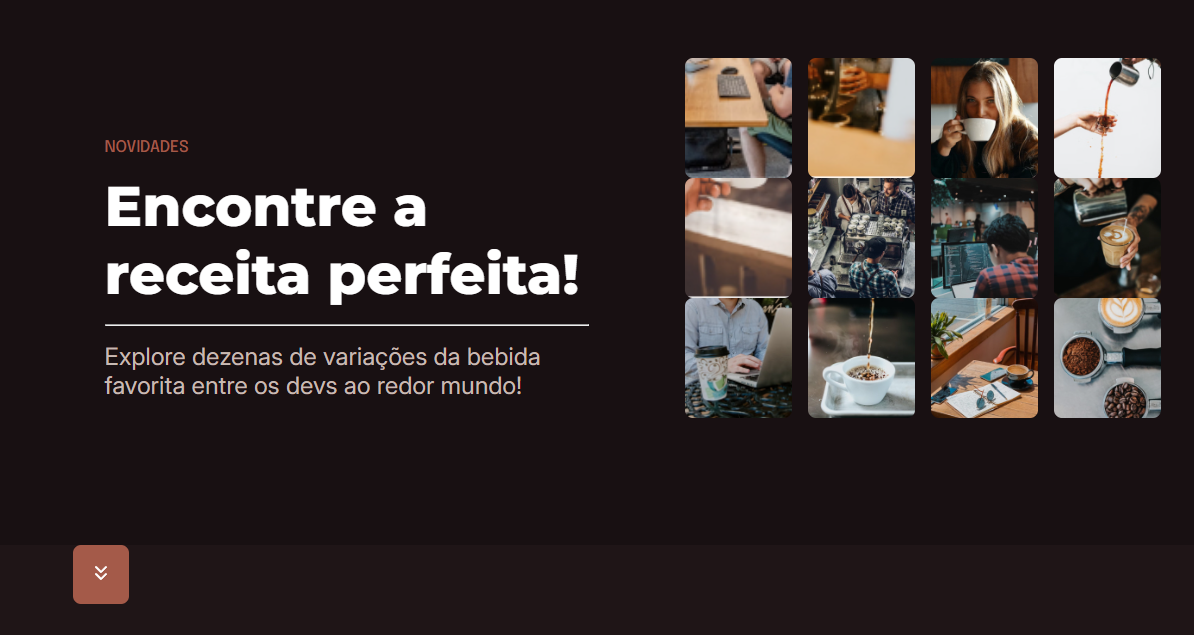 NOVIDADES
Encontre a
receita perfeita!
Explore dezenas de variações da bebida
favorita entre os devs ao redor mundo!